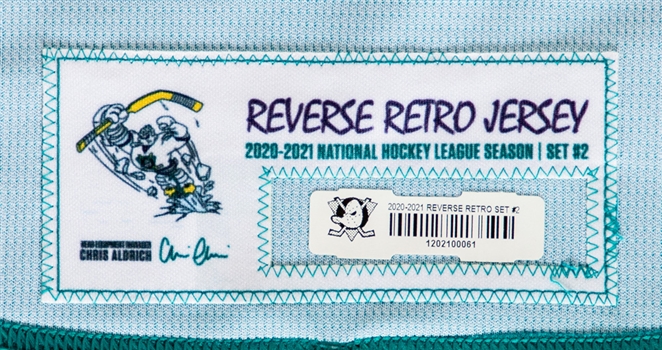 REVERSE RETRO JERSEY
2020-2021 NATIONAL HOCKEY LEAGUE SEASON | SET #2
2020-2021 REVERSE RETRO SET #2
1202100061
HEAD EQUIPMENT MANAGER
CHRIS ALDRICH